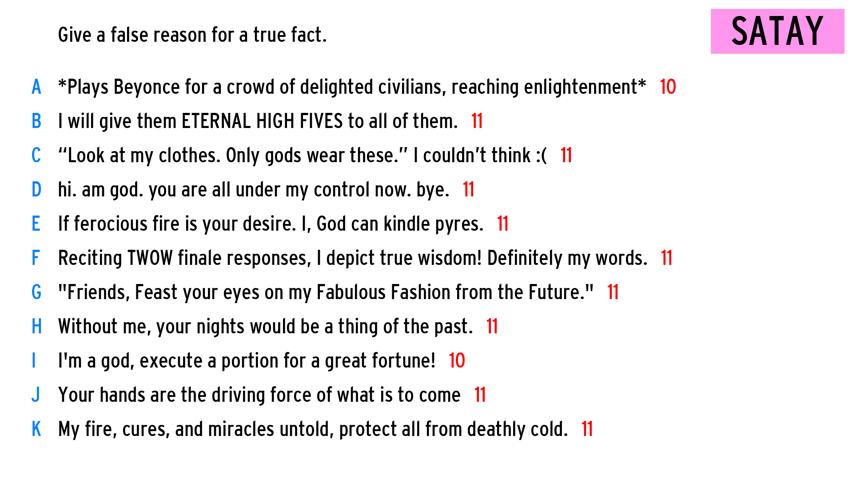 Give a false reason for a true fact.
SATAY
A *Plays Beyonce for a crowd of delighted civilians, reaching enlightenment* 10
B I will give them ETERNAL HIGH FIVES to all of them. 11
C “Look at my clothes. Only gods wear these.” I couldn’t think :( 11
D hi. am god. you are all under my control now. bye. 11
E If ferocious fire is your desire. I, God can kindle pyres. 11
F Reciting TWOW finale responses, I depict true wisdom! Definitely my words. 11
G "Friends, Feast your eyes on my Fabulous Fashion from the Future." 11
H Without me, your nights would be a thing of the past. 11
I I'm a god, execute a portion for a great fortune! 10
J Your hands are the driving force of what is to come 11
K My fire, cures, and miracles untold, protect all from deathly cold. 11